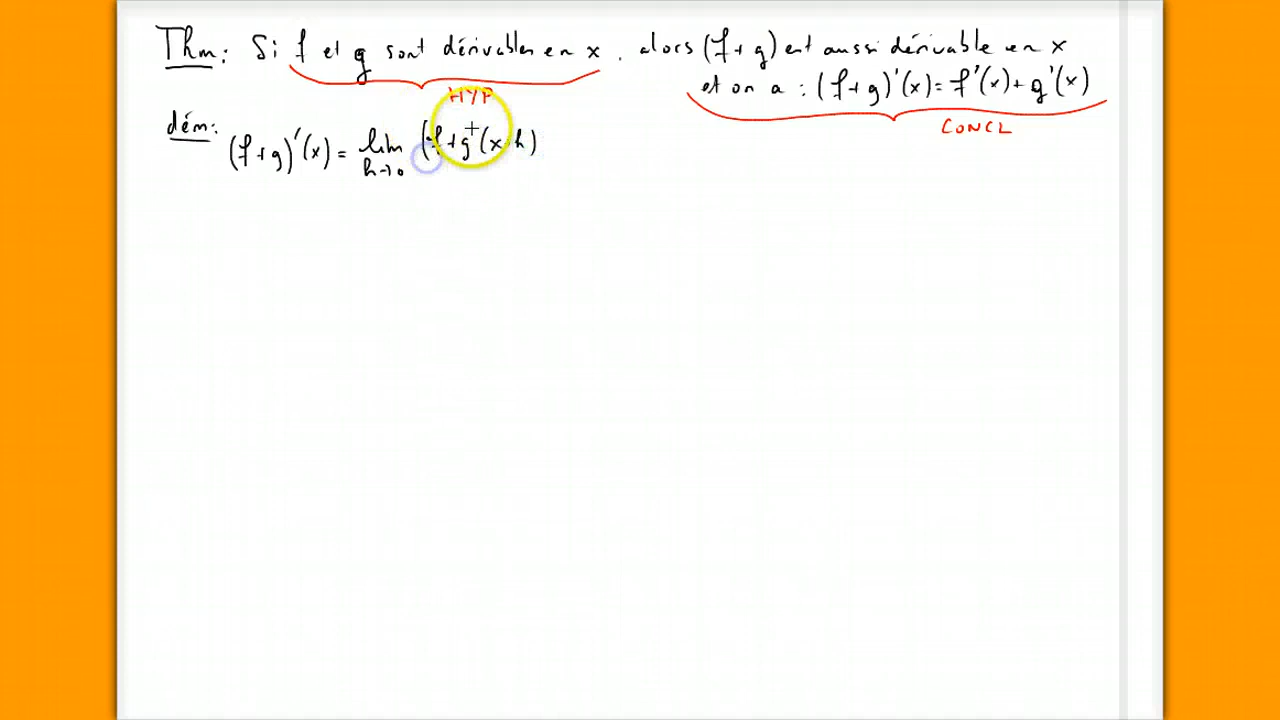 Thm : Si f et g sont dérivables en x , alors (f+g) est aussi dérivable en x
et on a : (f+g)'(x) = f'(x) + g'(x)
HYP
CONCL
dém :
(f+g)'(x) = lim (f+g)(x+h)
h→0